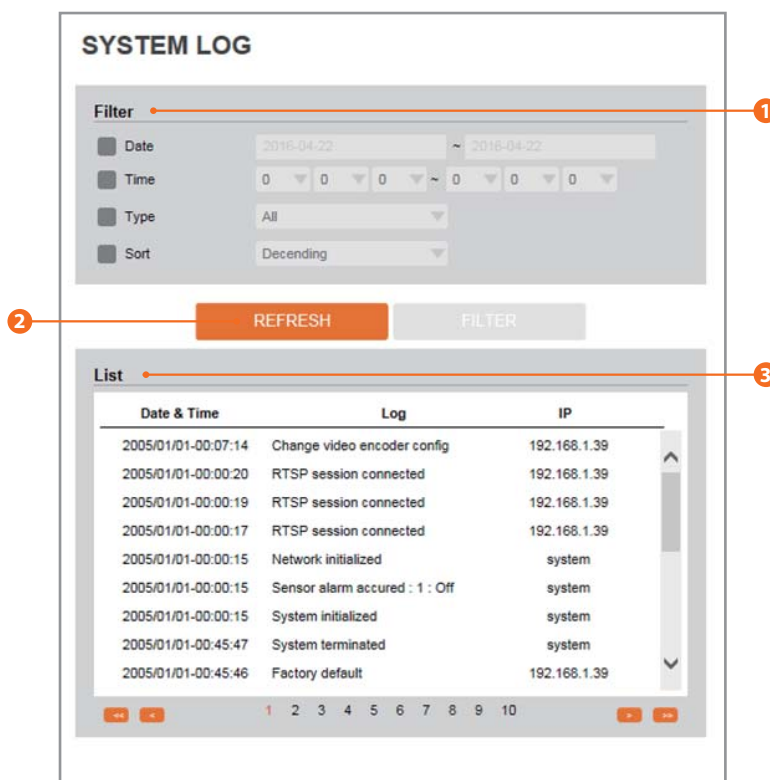 SYSTEM LOG
Filter
1
Date 2016-04-22 ~ 2016-04-22
Time 0 0 0 ~ 0 0 0
Type All
Sort Decending
2
REFRESH FILTER
List
3
Date & Time Log IP
2005/01/01-00:07:14 Change video encoder config 192.168.1.39
2005/01/01-00:00:20 RTSP session connected 192.168.1.39
2005/01/01-00:00:19 RTSP session connected 192.168.1.39
2005/01/01-00:00:17 RTSP session connected 192.168.1.39
2005/01/01-00:00:15 Network initialized system
2005/01/01-00:00:15 Sensor alarm accured : 1 : Off system
2005/01/01-00:00:15 System initialized system
2005/01/01-00:45:47 System terminated system
2005/01/01-00:45:46 Factory default 192.168.1.39
<< < 1 2 3 4 5 6 7 8 9 10 > >>